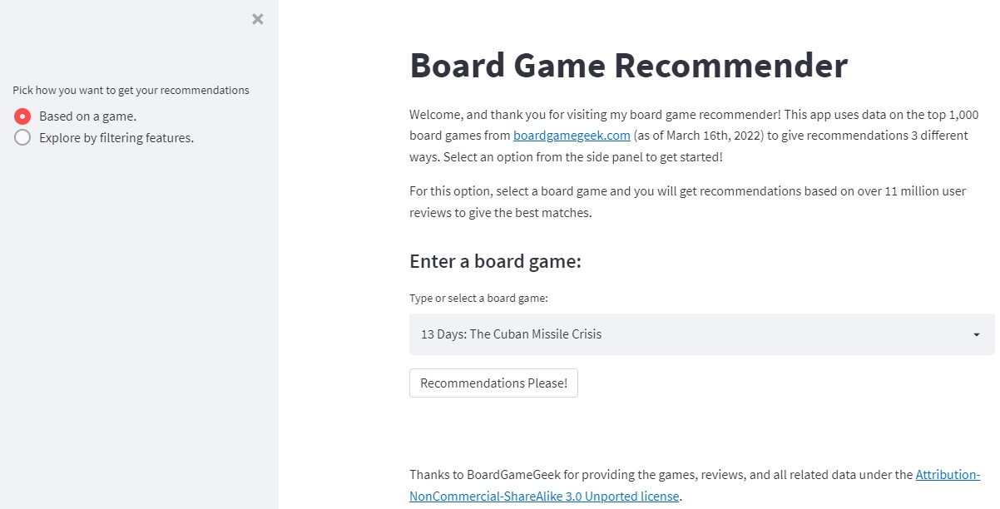 Pick how you want to get your recommendations
Based on a game.
Explore by filtering features.
Board Game Recommender
Welcome, and thank you for visiting my board game recommender! This app uses data on the top 1,000
board games from boardgamegeek.com (as of March 16th, 2022) to give recommendations 3 different
ways. Select an option from the side panel to get started!
For this option, select a board game and you will get recommendations based on over 11 million user
reviews to give the best matches.
Enter a board game:
Type or select a board game:
13 Days: The Cuban Missile Crisis
Recommendations Please!
Thanks to BoardGameGeek for providing the games, reviews, and all related data under the Attribution-
NonCommercial-ShareAlike 3.0 Unported license.